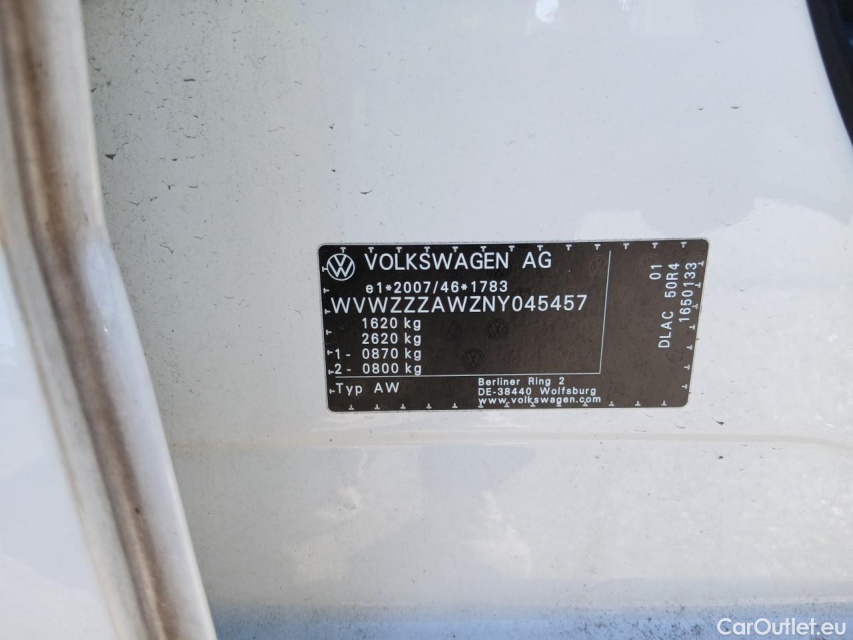 VOLKSWAGEN AG
e1*2007/46*1783
WVWZZZAWZNY045457
1620 kg
2620 kg
1- 0870 kg
2- 0800 kg
Typ AW
Berliner Ring 2
DE-38440 Wolfsburg
www.volkswagen.com
01
DLAC 50R4
1650133
CarOutlet.eu